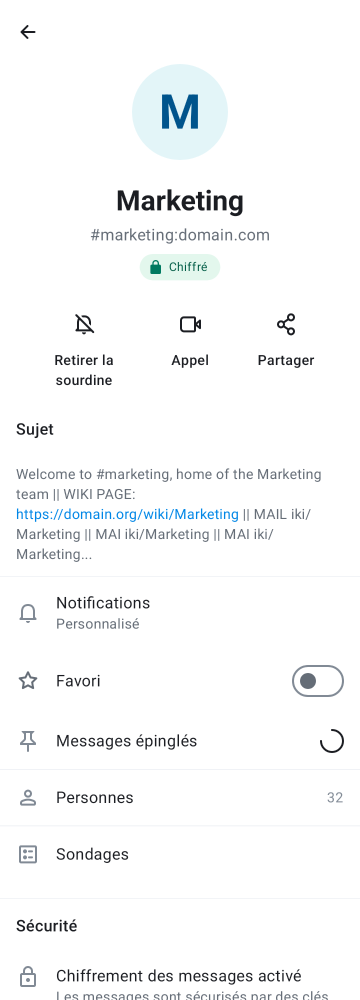 M
Marketing
#marketing:domain.com
Chiffré
Retirer la
sourdine
Appel
Partager
Sujet
Welcome to #marketing, home of the Marketing
team || WIKI PAGE:
https://domain.org/wiki/Marketing || MAIL iki/
Marketing || MAI iki/Marketing || MAI iki/
Marketing...
Notifications
Personnalisé
Favori
Messages épinglés
Personnes
32
Sondages
Sécurité
Chiffrement des messages activé
Les messages sont sécurisés par des clés